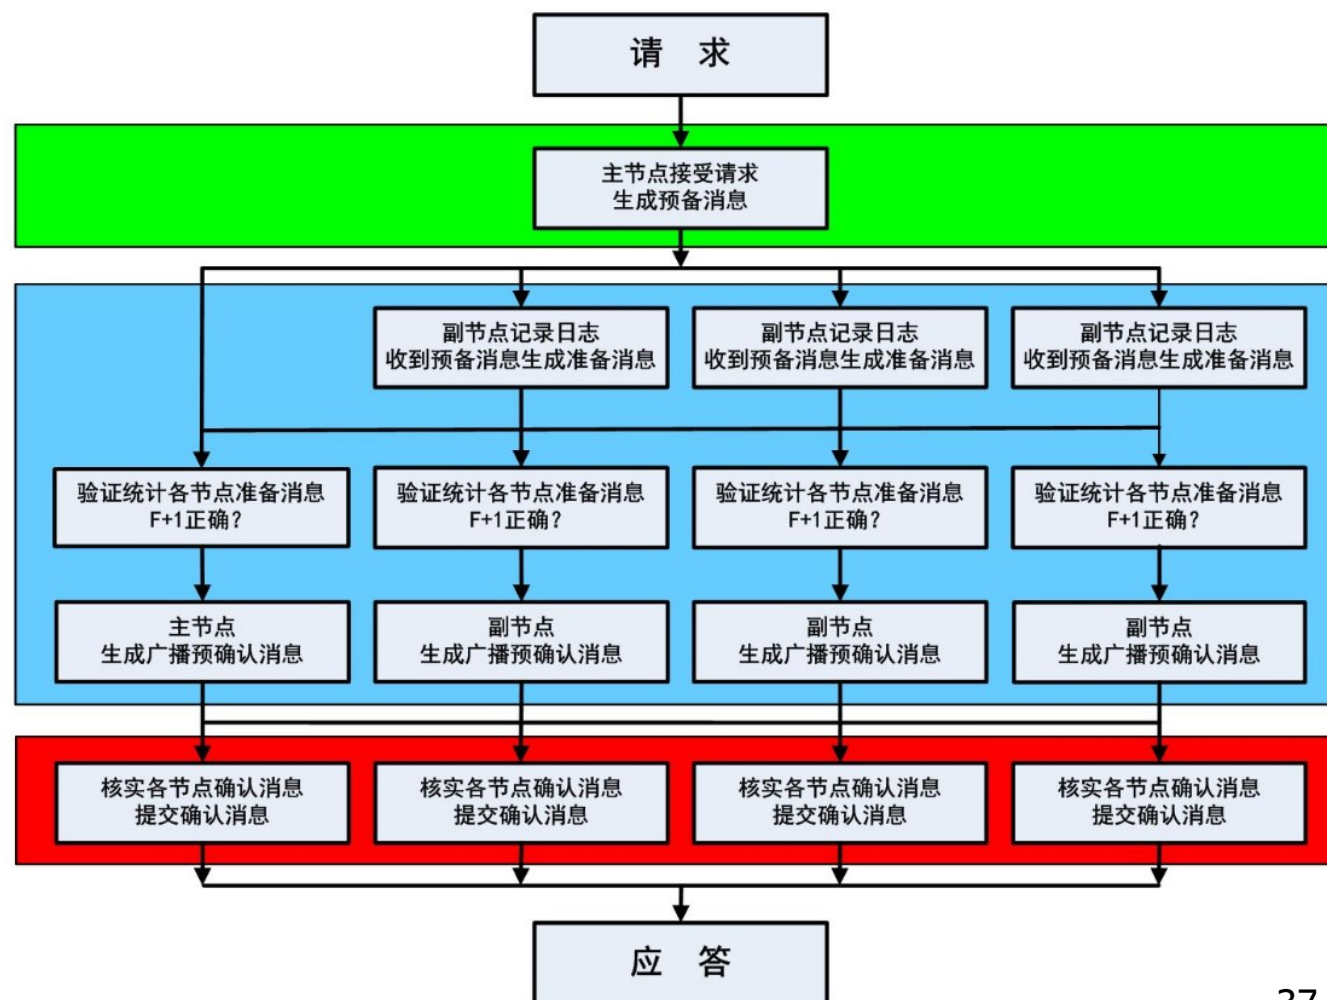 请 求
主节点接受请求
生成预备消息
副节点记录日志
收到预备消息生成准备消息
副节点记录日志
收到预备消息生成准备消息
副节点记录日志
收到预备消息生成准备消息
验证统计各节点准备消息
F+1正确?
验证统计各节点准备消息
F+1正确?
验证统计各节点准备消息
F+1正确?
验证统计各节点准备消息
F+1正确?
主节点
生成广播预确认消息
副节点
生成广播预确认消息
副节点
生成广播预确认消息
副节点
生成广播预确认消息
核实各节点确认消息
提交确认消息
核实各节点确认消息
提交确认消息
核实各节点确认消息
提交确认消息
核实各节点确认消息
提交确认消息
应 答
37